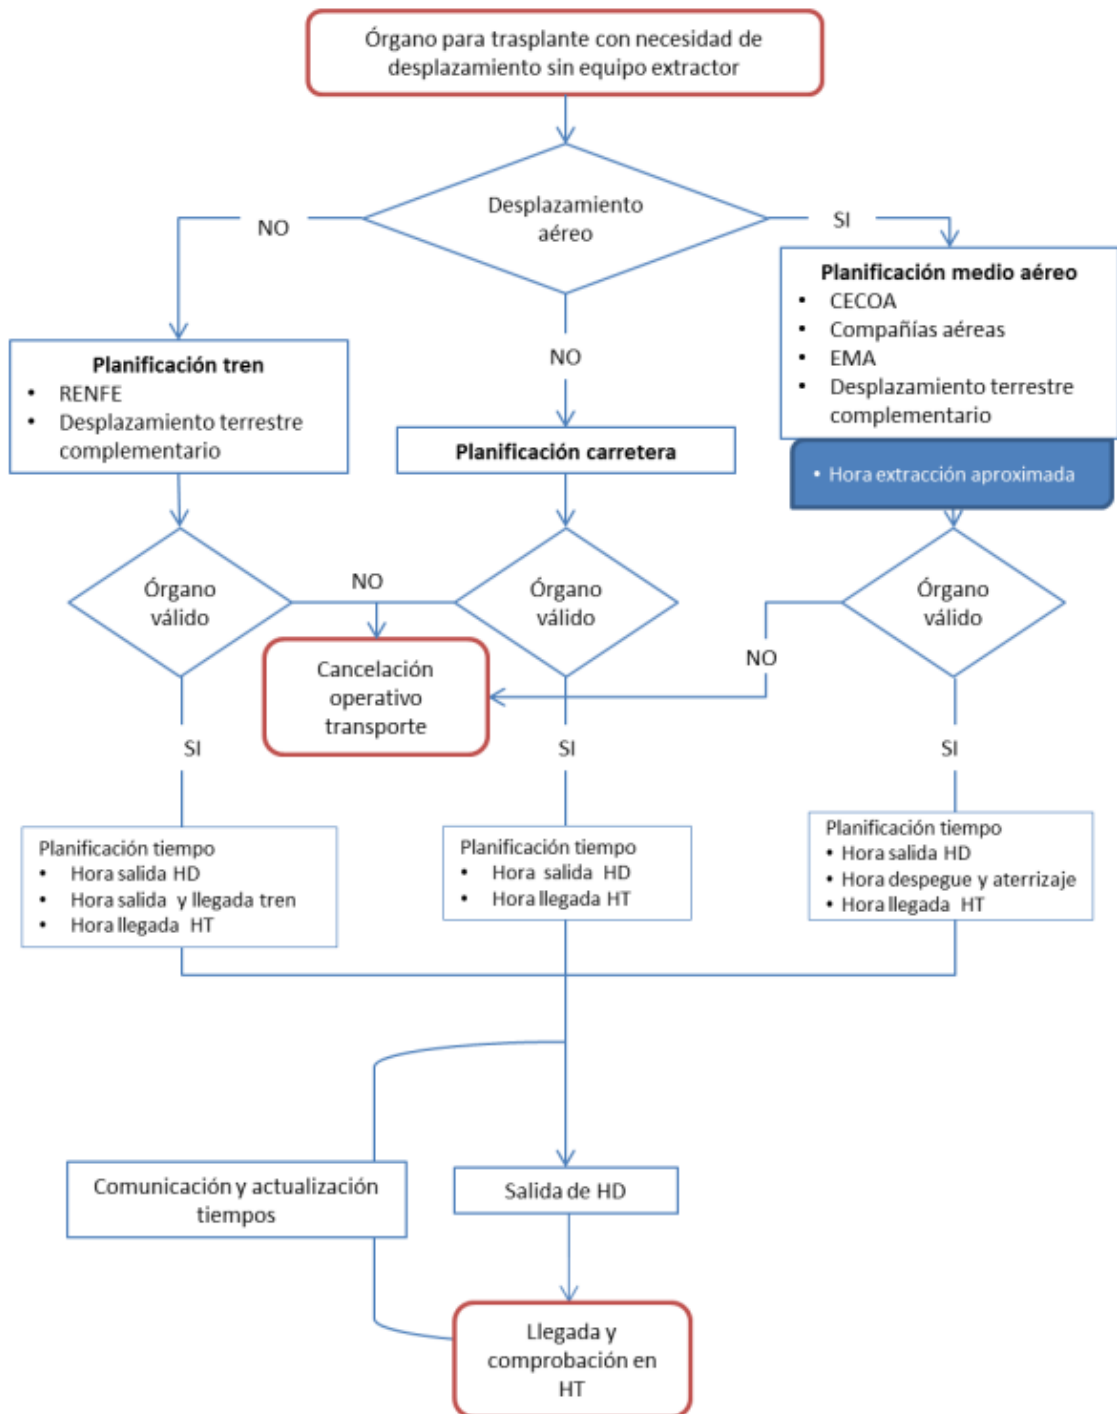 Órgano para trasplante con necesidad de
desplazamiento sin equipo extractor
Desplazamiento
aéreo
NO
SI
NO
Planificación medio aéreo
• CECOA
• Compañías aéreas
• EMA
• Desplazamiento terrestre
complementario
• Hora extracción aproximada
Planificación tren
• RENFE
• Desplazamiento terrestre
complementario
Planificación carretera
Órgano
válido
NO
Órgano
válido
Órgano
válido
NO
Cancelación
operativo
transporte
SI
SI
SI
Planificación tiempo
• Hora salida HD
• Hora salida y llegada tren
• Hora llegada HT
Planificación tiempo
• Hora salida HD
• Hora llegada HT
Planificación tiempo
• Hora salida HD
• Hora despegue y aterrizaje
• Hora llegada HT
Comunicación y actualización
tiempos
Salida de HD
Llegada y
comprobación en
HT